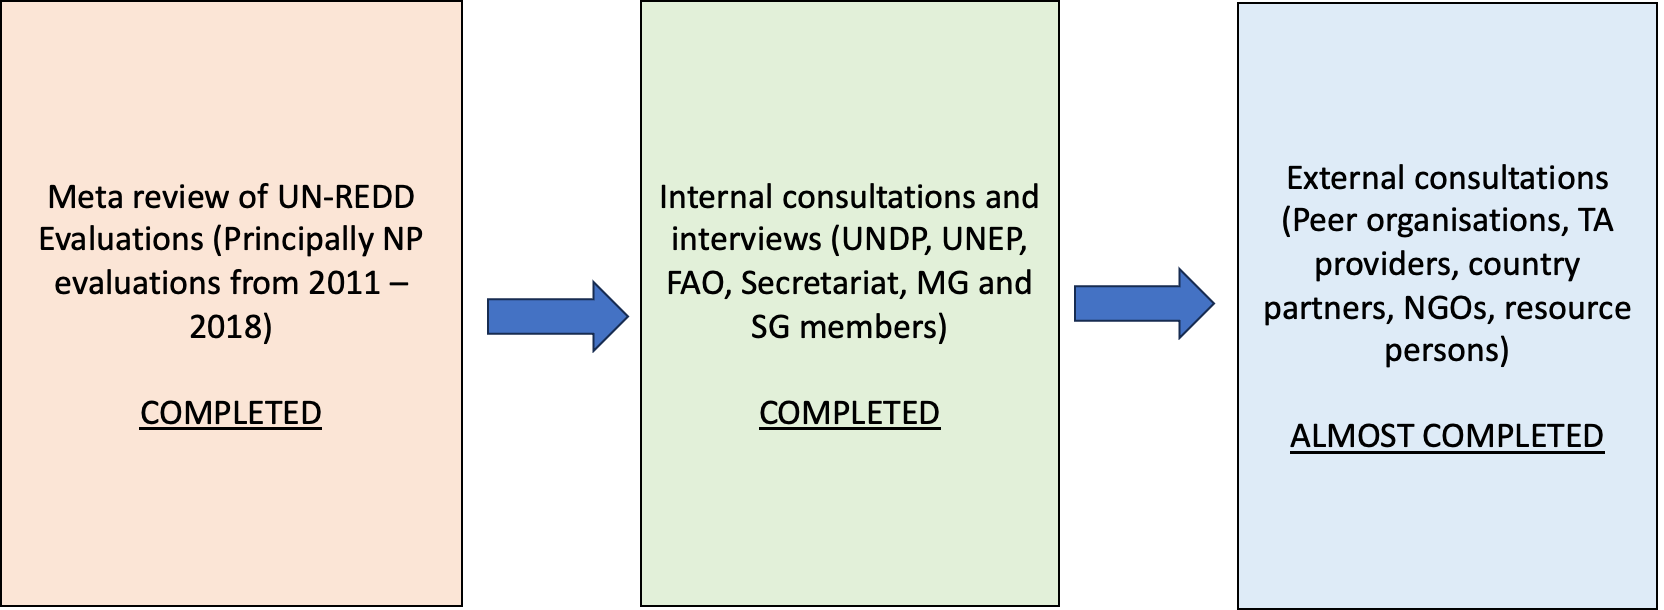 Meta review of UN-REDD
Evaluations (Principally NP
evaluations from 2011 –
2018)
COMPLETED
Internal consultations and
interviews (UNDP, UNEP,
FAO, Secretariat, MG and
SG members)
COMPLETED
External consultations
(Peer organisations, TA
providers, country
partners, NGOs, resource
persons)
ALMOST COMPLETED